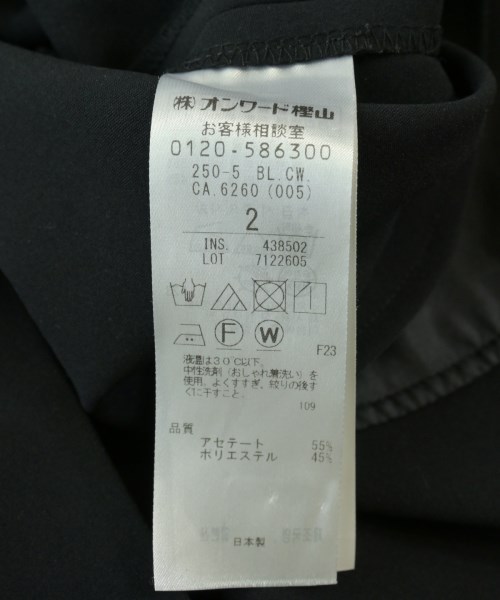 ㈱オンワード樫山
お客様相談室
0120-586300
250-5 BL.CW.
CA.6260(005)
2
INS. 438502
LOT 7122605
F W
F23
液温は30℃以下。
中性洗剤(おしゃれ着洗い)を
使用。よくすすぎ、絞りの後す
ぐに干すこと。
109
品質
アセテート 55%
ポリエステル 45%
日本製